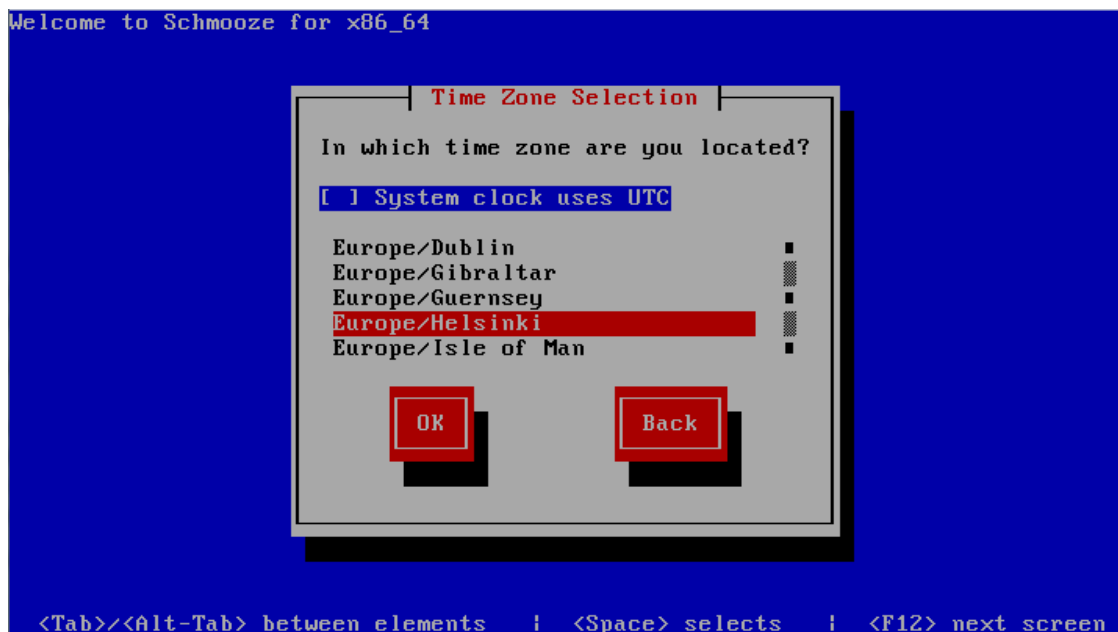 Welcome to Schmooze for x86_64
Time Zone Selection
In which time zone are you located?
[ ] System clock uses UTC
Europe/Dublin
Europe/Gibraltar
Europe/Guernsey
Europe/Helsinki
Europe/Isle of Man
OK Back
<Tab>/<Alt-Tab> between elements | <Space> selects | <F12> next screen